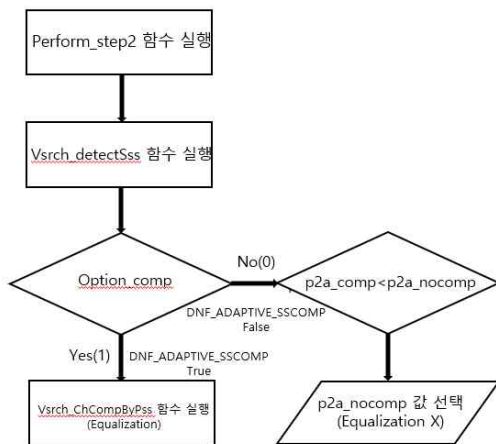 Perform_step2 함수 실행
Vsrch_detectSss 함수 실행
Option_comp
No(0)
p2a_comp<p2a_nocomp
DNF_ADAPTIVE_SSCOMP
False
Yes(1)
DNF_ADAPTIVE_SSCOMP
True
Vsrch_ChCompByPss 함수 실행
(Equalization)
p2a_nocomp 값 선택
(Equalization X)